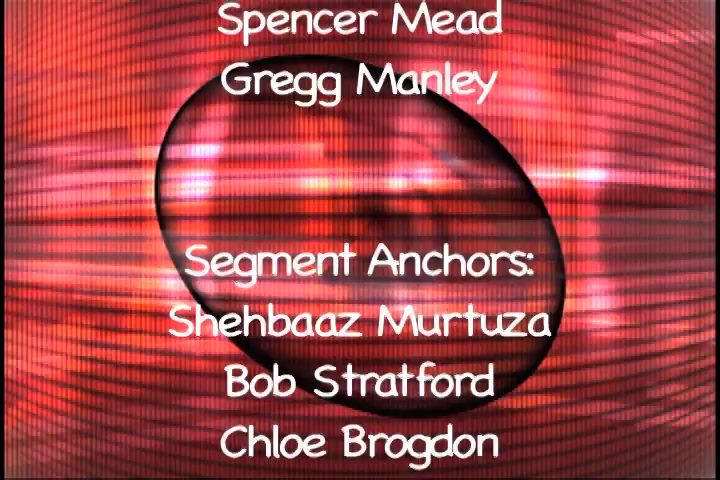 Spencer Mead
Gregg Manley
Segment Anchors:
Shehbaaz Murtuza
Bob Stratford
Chloe Brogdon